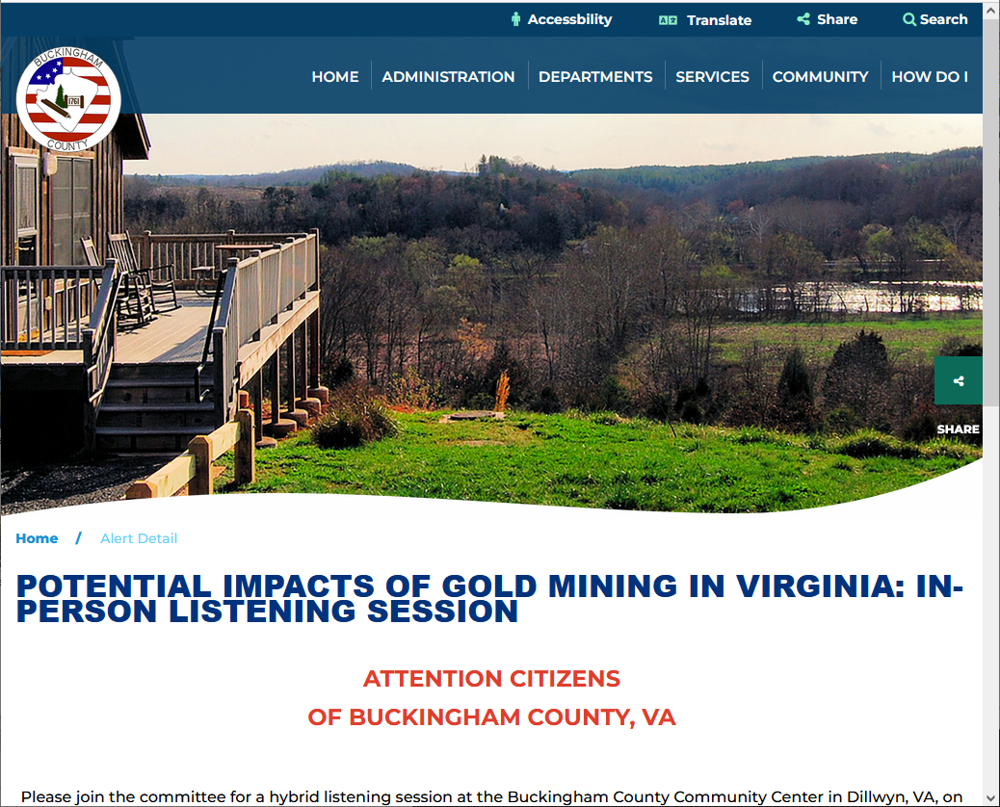 Accessbility
Translate
Share
Search
BUCKINGHAM
1761
COUNTY
HOME
ADMINISTRATION
DEPARTMENTS
SERVICES
COMMUNITY
HOW DO I
SHARE
Home / Alert Detail
POTENTIAL IMPACTS OF GOLD MINING IN VIRGINIA: IN-
PERSON LISTENING SESSION
ATTENTION CITIZENS
OF BUCKINGHAM COUNTY, VA
Please join the committee for a hybrid listening session at the Buckingham County Community Center in Dillwyn, VA, on